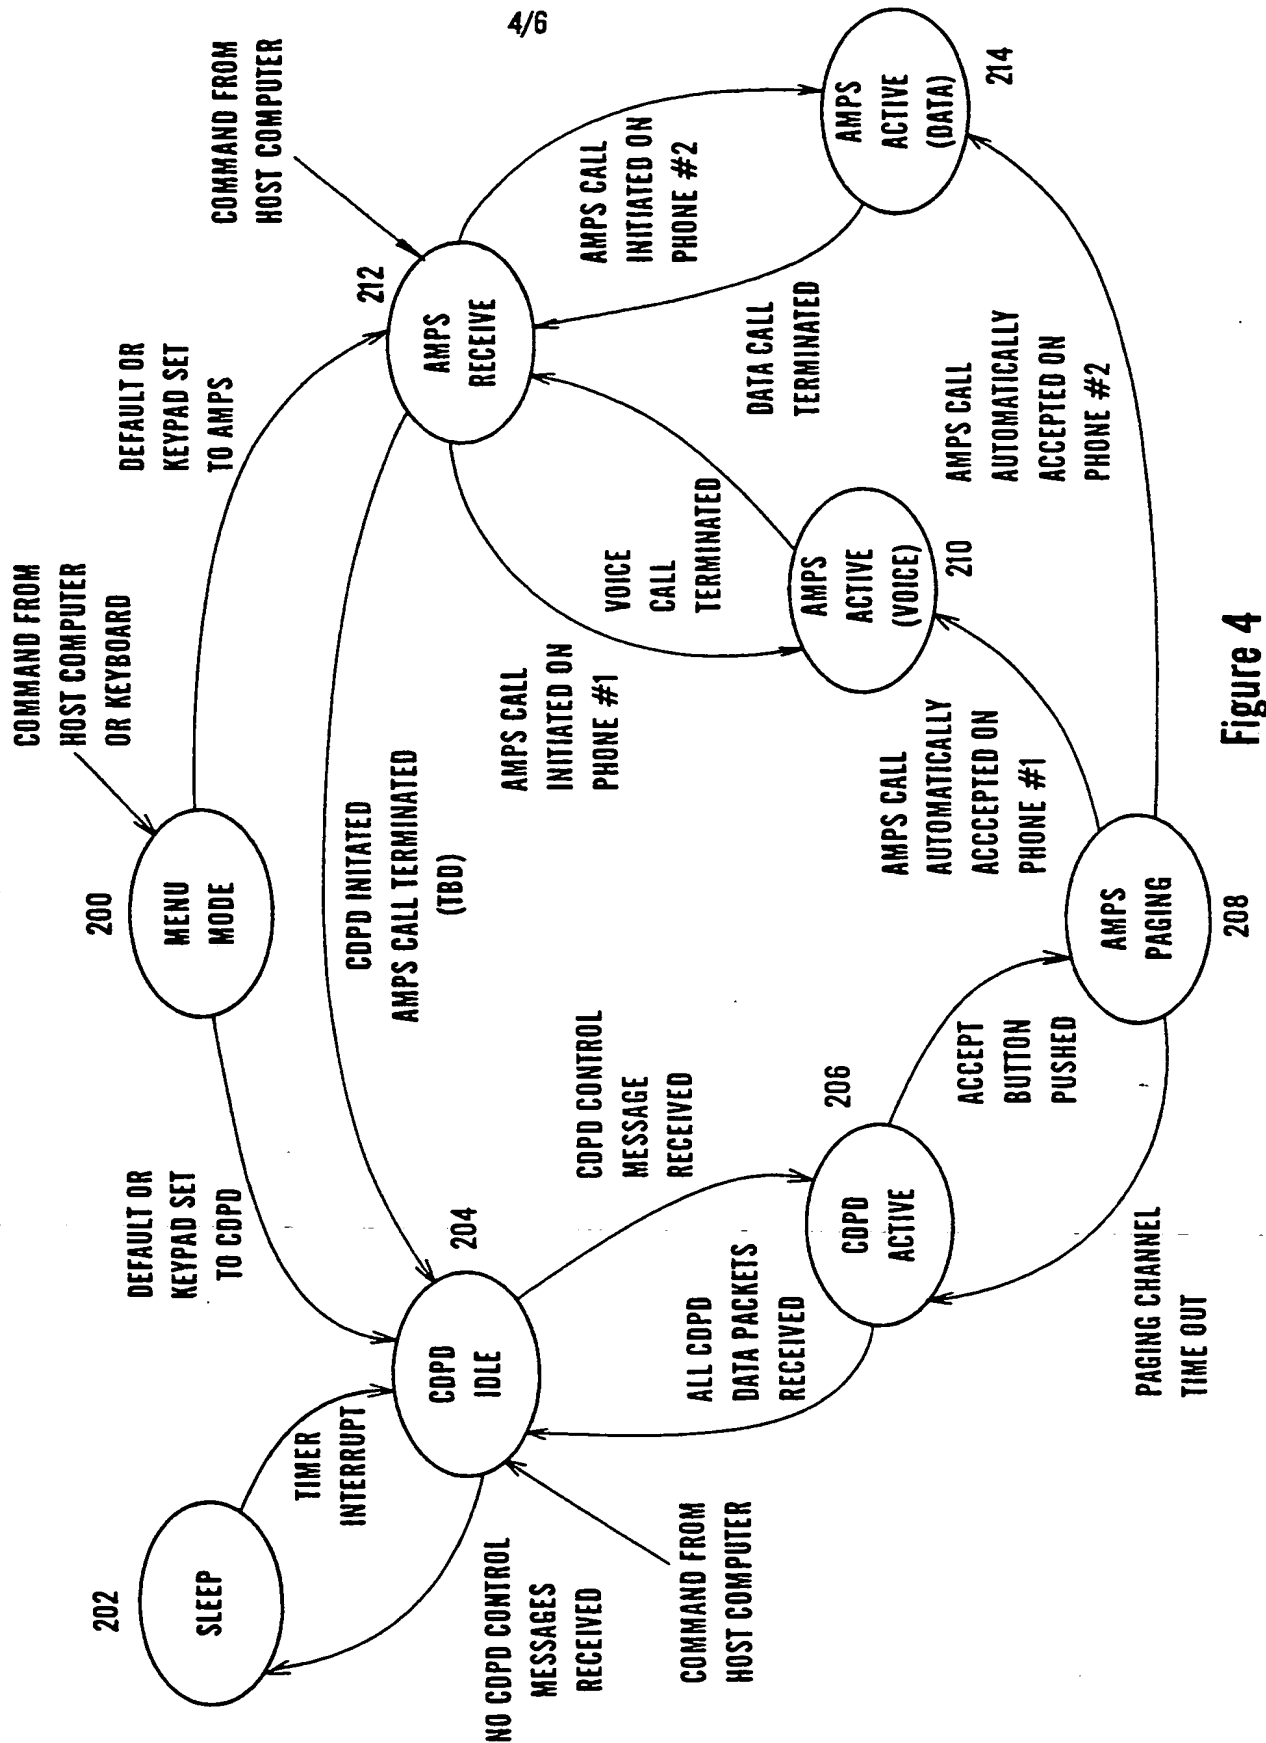 4/6
COMMAND FROM
HOST COMPUTER
OR KEYBOARD
COMMAND FROM
HOST COMPUTER
200
MENU
MODE
DEFAULT OR
KEYPAD SET
TO CDPD
DEFAULT OR
KEYPAD SET
TO AMPS
202
SLEEP
TIMER
INTERRUPT
NO CDPD CONTROL
MESSAGES
RECEIVED
204
CDPD
IDLE
COMMAND FROM
HOST COMPUTER
CDPD INITATED
AMPS CALL TERMINATED
(TBD)
212
AMPS
RECEIVE
AMPS CALL
INITIATED ON
PHONE #1
VOICE
CALL
TERMINATED
AMPS CALL
INITIATED ON
PHONE #2
DATA CALL
TERMINATED
CDPD CONTROL
MESSAGE
RECEIVED
ALL CDPD
DATA PACKETS
RECEIVED
206
CDPD
ACTIVE
AMPS
ACTIVE
(VOICE)
210
AMPS
ACTIVE
(DATA)
214
ACCEPT
BUTTON
PUSHED
AMPS CALL
AUTOMATICALLY
ACCCEPTED ON
PHONE #1
AMPS CALL
AUTOMATICALLY
ACCEPTED ON
PHONE #2
AMPS
PAGING
208
PAGING CHANNEL
TIME OUT
Figure 4